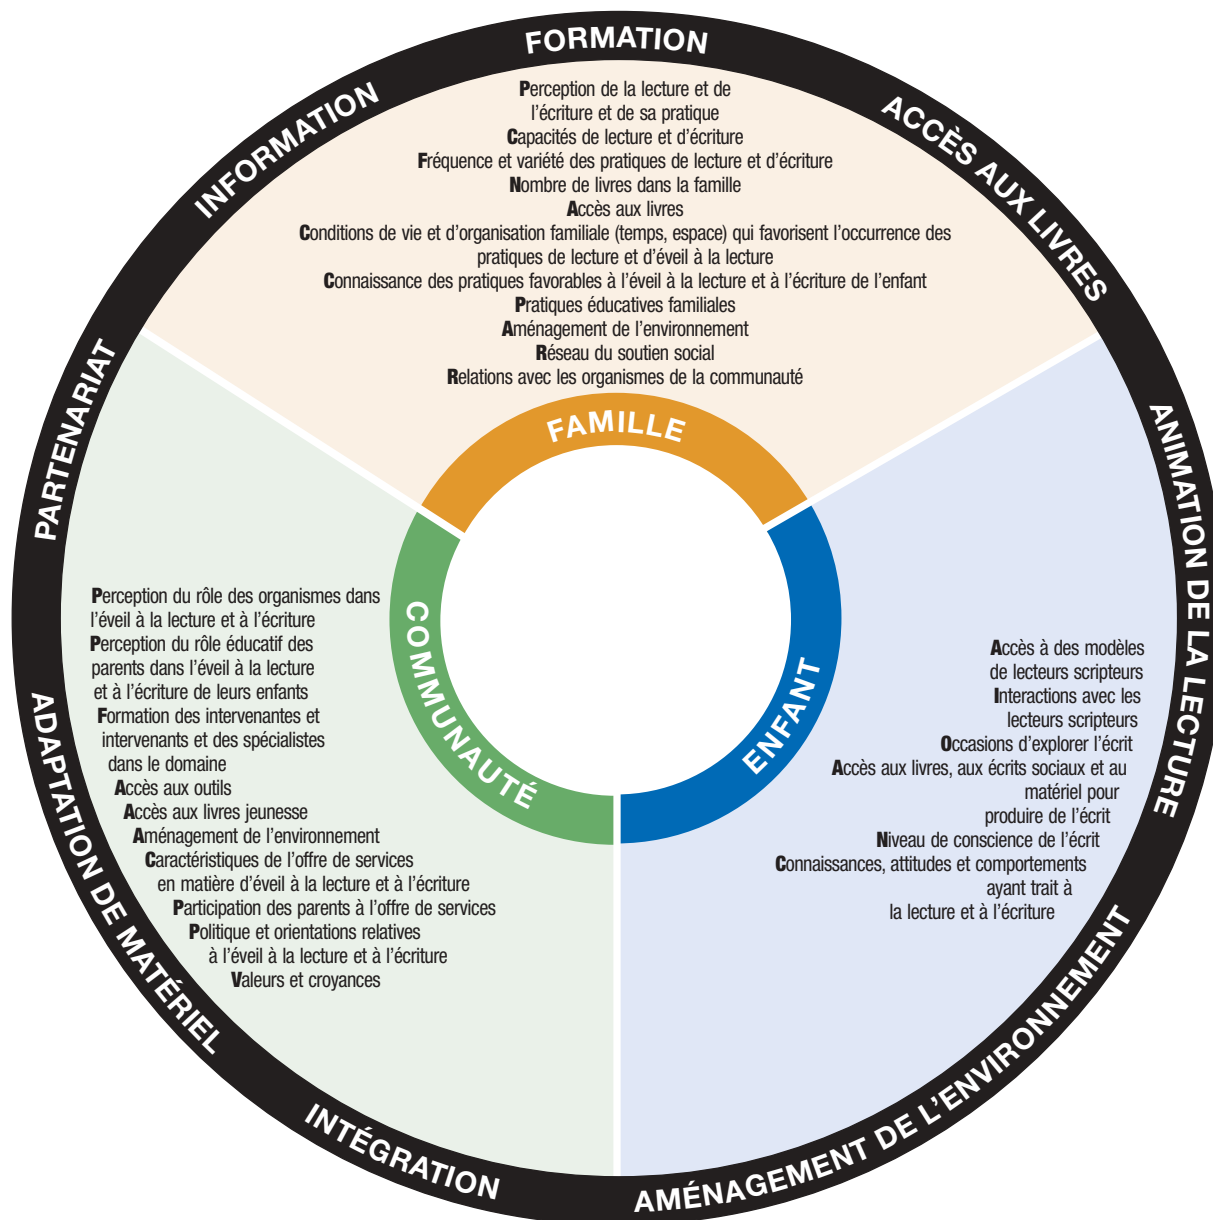 FORMATION
ACCÈS AUX LIVRES
ANIMATION DE LA LECTURE
AMÉNAGEMENT DE L’ENVIRONNEMENT
INTÉGRATION
ADAPTATION DE MATÉRIEL
PARTENARIAT
INFORMATION
Perception de la lecture et de
l’écriture et de sa pratique
Capacités de lecture et d’écriture
Fréquence et variété des pratiques de lecture et d’écriture
Nombre de livres dans la famille
Accès aux livres
Conditions de vie et d’organisation familiale (temps, espace) qui favorisent l’occurrence des
pratiques de lecture et d’éveil à la lecture
Connaissance des pratiques favorables à l’éveil à la lecture et à l’écriture de l’enfant
Pratiques éducatives familiales
Aménagement de l’environnement
Réseau du soutien social
Relations avec les organismes de la communauté
FAMILLE
COMMUNAUTÉ
Perception du rôle des organismes dans
l’éveil à la lecture et à l’écriture
Perception du rôle éducatif des
parents dans l’éveil à la lecture
et à l’écriture de leurs enfants
Formation des intervenantes et
intervenants et des spécialistes
dans le domaine
Accès aux outils
Accès aux livres jeunesse
Aménagement de l’environnement
Caractéristiques de l’offre de services
en matière d’éveil à la lecture et à l’écriture
Participation des parents à l’offre de services
Politique et orientations relatives
à l’éveil à la lecture et à l’écriture
Valeurs et croyances
ENFANT
Accès à des modèles
de lecteurs scripteurs
Interactions avec les
lecteurs scripteurs
Occasions d’explorer l’écrit
Accès aux livres, aux écrits sociaux et au
matériel pour
produire de l’écrit
Niveau de conscience de l’écrit
Connaissances, attitudes et comportements
ayant trait à
la lecture et à l’écriture